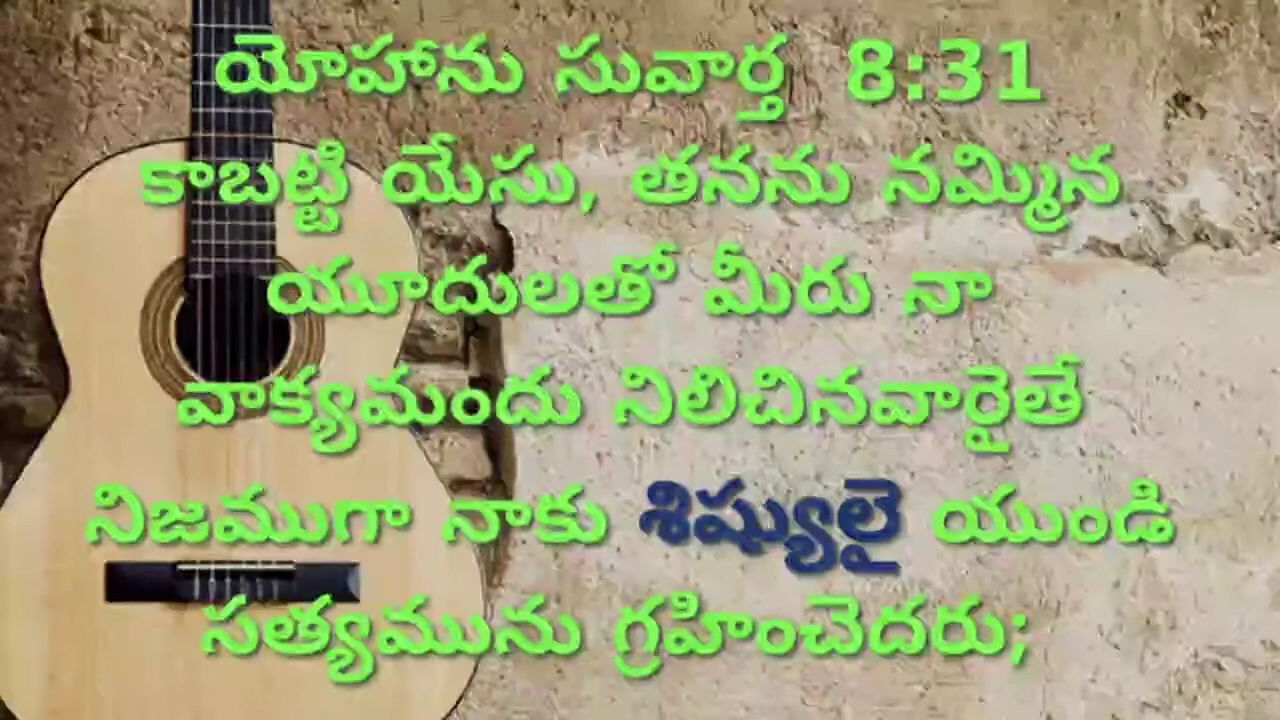 యోహాను సువార్త 8:31
కాబట్టి యేసు, తనను నమ్మిన
యూదులతో మీరు నా
వాక్యమందు నిలిచినవారైతే
నిజముగా నాకు శిష్యులై యుండి
సత్యమును గ్రహించెదరు;